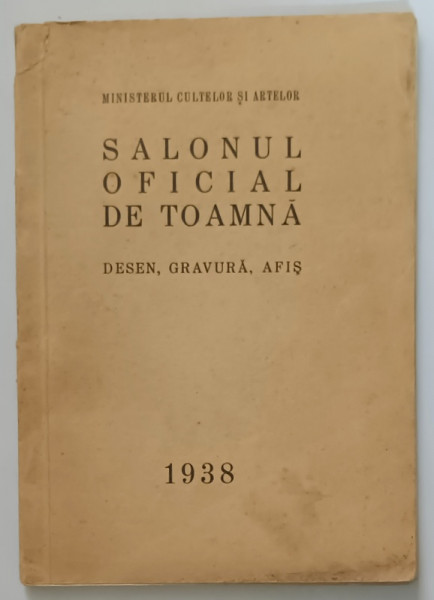 MINISTERUL CULTELOR ȘI ARTELOR
SALONUL
OFICIAL
DE TOAMNĂ
DESEN, GRAVURĂ, AFIȘ
1938